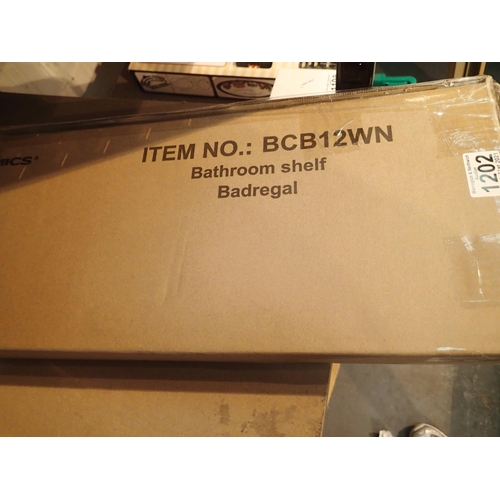 ITEM NO.: BCB12WN
Bathroom shelf
Badregal
1202